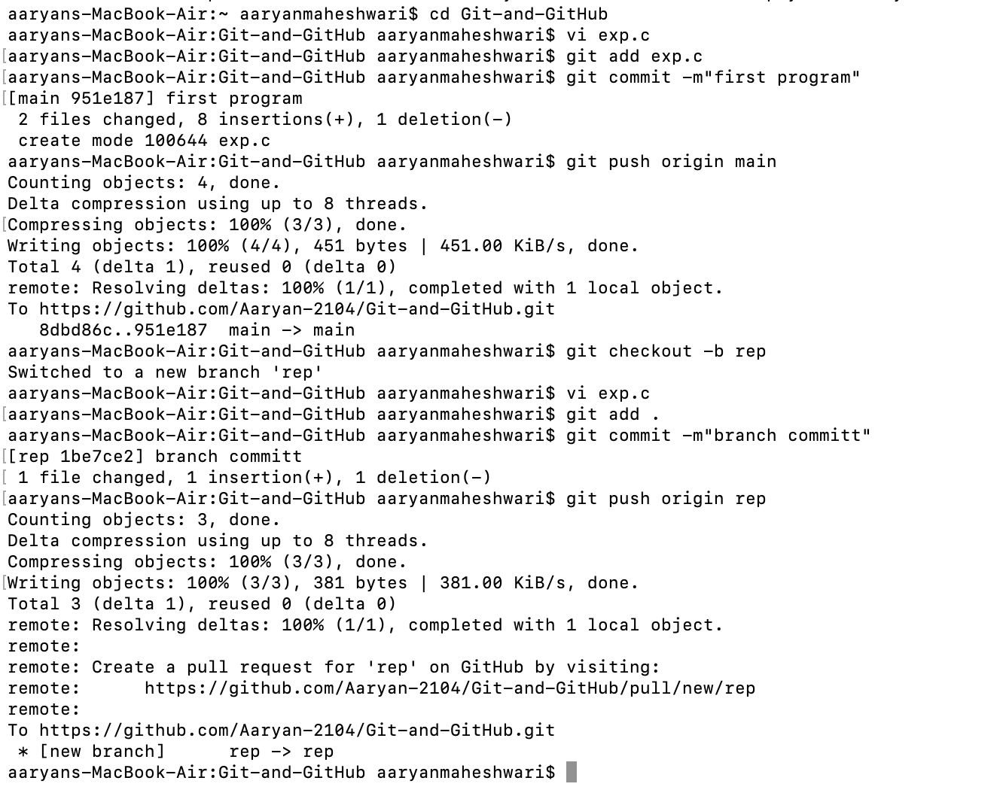 aaryans-MacBook-Air:~ aaryanmaheshwari$ cd Git-and-GitHub
aaryans-MacBook-Air:Git-and-GitHub aaryanmaheshwari$ vi exp.c
[aaryans-MacBook-Air:Git-and-GitHub aaryanmaheshwari$ git add exp.c
[aaryans-MacBook-Air:Git-and-GitHub aaryanmaheshwari$ git commit -m"first program"
[[main 951e187] first program
 2 files changed, 8 insertions(+), 1 deletion(-)
 create mode 100644 exp.c
aaryans-MacBook-Air:Git-and-GitHub aaryanmaheshwari$ git push origin main
Counting objects: 4, done.
Delta compression using up to 8 threads.
[Compressing objects: 100% (3/3), done.
Writing objects: 100% (4/4), 451 bytes | 451.00 KiB/s, done.
Total 4 (delta 1), reused 0 (delta 0)
remote: Resolving deltas: 100% (1/1), completed with 1 local object.
To https://github.com/Aaryan-2104/Git-and-GitHub.git
   8dbd86c..951e187  main -> main
aaryans-MacBook-Air:Git-and-GitHub aaryanmaheshwari$ git checkout -b rep
Switched to a new branch 'rep'
aaryans-MacBook-Air:Git-and-GitHub aaryanmaheshwari$ vi exp.c
[aaryans-MacBook-Air:Git-and-GitHub aaryanmaheshwari$ git add .
aaryans-MacBook-Air:Git-and-GitHub aaryanmaheshwari$ git commit -m"branch committ"
[[rep 1be7ce2] branch committ
[ 1 file changed, 1 insertion(+), 1 deletion(-)
[aaryans-MacBook-Air:Git-and-GitHub aaryanmaheshwari$ git push origin rep
Counting objects: 3, done.
Delta compression using up to 8 threads.
Compressing objects: 100% (3/3), done.
[Writing objects: 100% (3/3), 381 bytes | 381.00 KiB/s, done.
Total 3 (delta 1), reused 0 (delta 0)
remote: Resolving deltas: 100% (1/1), completed with 1 local object.
remote:
remote: Create a pull request for 'rep' on GitHub by visiting:
remote:      https://github.com/Aaryan-2104/Git-and-GitHub/pull/new/rep
remote:
To https://github.com/Aaryan-2104/Git-and-GitHub.git
 * [new branch]      rep -> rep
aaryans-MacBook-Air:Git-and-GitHub aaryanmaheshwari$